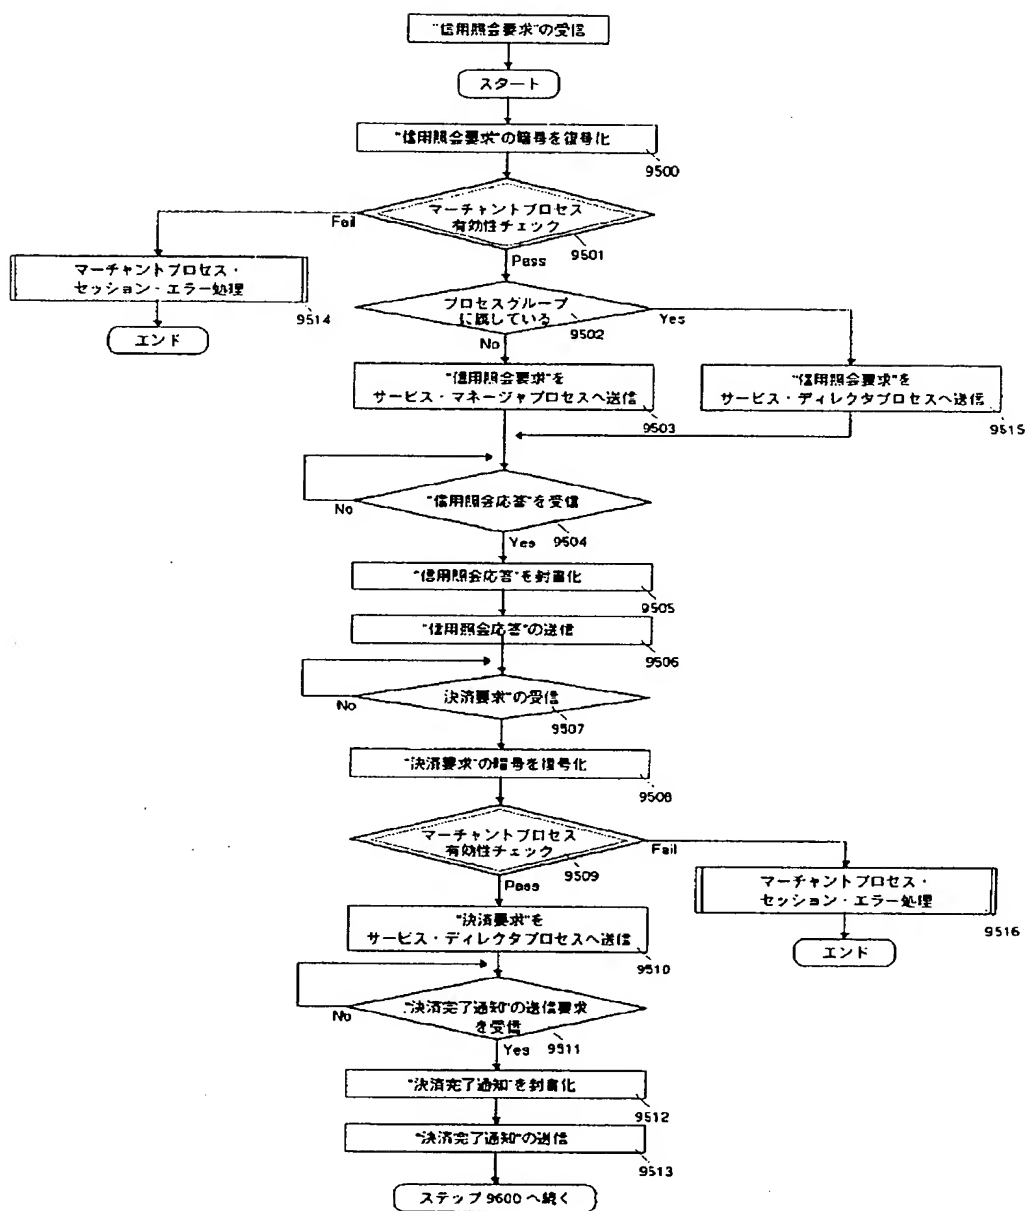 "信用照会要求"の受信
スタート
"信用照会要求"の暗号を復号化
9500
マーチャントプロセス
有効性チェック
9501
Fail
Pass
マーチャントプロセス・
セッション・エラー処理
9514
エンド
プロセスグループ
に属している
9502
Yes
No
"信用照会要求"を
サービス・マネージャプロセスへ送信
9503
"信用照会要求"を
サービス・ディレクタプロセスへ送信
9515
"信用照会応答"を受信
No
Yes
9504
"信用照会応答"を封書化
9505
"信用照会応答"の送信
9506
決済要求"の受信
No
9507
"決済要求"の暗号を復号化
9508
マーチャントプロセス
有効性チェック
9509
Fail
Pass
マーチャントプロセス・
セッション・エラー処理
9516
エンド
"決済要求"を
サービス・ディレクタプロセスへ送信
9510
"決済完了通知"の送信要求
を受信
No
Yes
9511
"決済完了通知"を封書化
9512
"決済完了通知"の送信
9513
ステップ 9600 へ続く